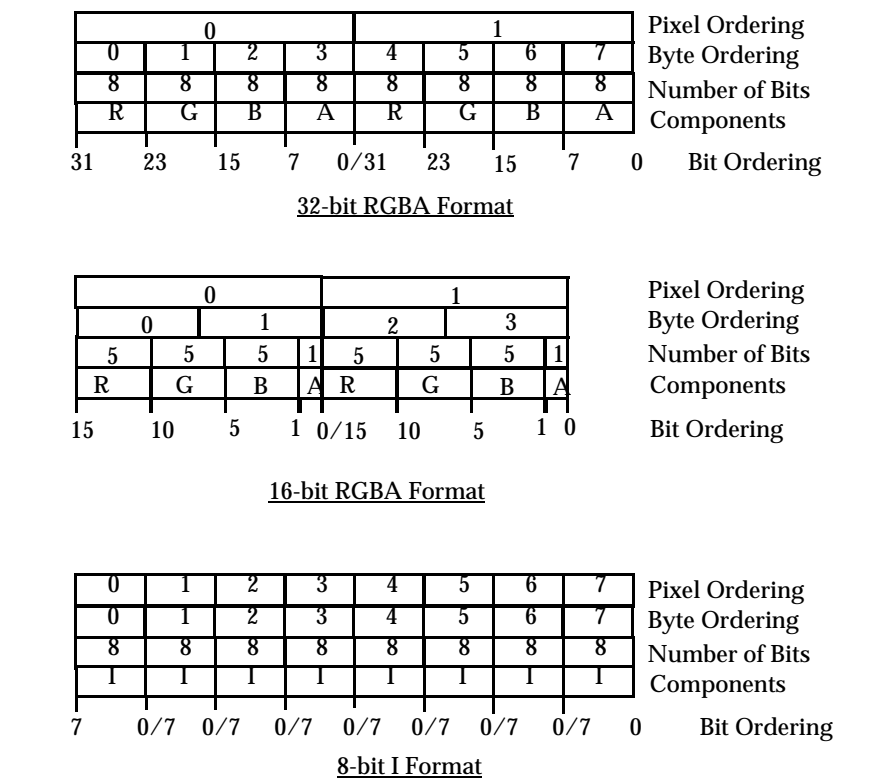 0 1 Pixel Ordering
0 1 2 3 4 5 6 7 Byte Ordering
8 8 8 8 8 8 8 8 Number of Bits
R G B A R G B A Components
31 23 15 7 0/31 23 15 7 0 Bit Ordering
32-bit RGBA Format
0 1 Pixel Ordering
0 1 2 3 Byte Ordering
5 5 5 1 5 5 5 1 Number of Bits
R G B A R G B A Components
15 10 5 1 0/15 10 5 1 0 Bit Ordering
16-bit RGBA Format
0 1 2 3 4 5 6 7 Pixel Ordering
0 1 2 3 4 5 6 7 Byte Ordering
8 8 8 8 8 8 8 8 Number of Bits
I I I I I I I I Components
7 0/7 0/7 0/7 0/7 0/7 0/7 0/7 0 Bit Ordering
8-bit I Format